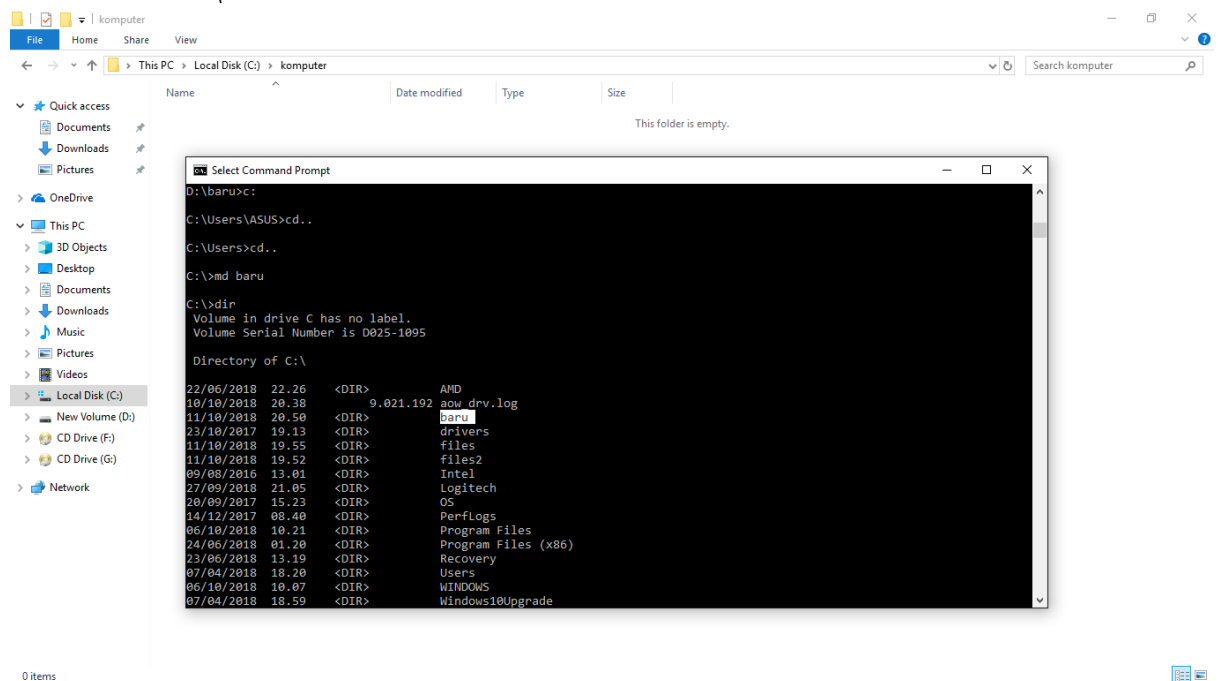 komputer
File Home Share View
This PC > Local Disk (C:) > komputer
Search komputer
Name Date modified Type Size
This folder is empty.
Quick access
Documents
Downloads
Pictures
OneDrive
This PC
3D Objects
Desktop
Documents
Downloads
Music
Pictures
Videos
Local Disk (C:)
New Volume (D:)
CD Drive (F:)
CD Drive (G:)
Network
Select Command Prompt
D:\baru>c:
C:\Users\ASUS>cd..
C:\Users>cd..
C:\>md baru
C:\>dir
Volume in drive C has no label.
Volume Serial Number is D025-1095
Directory of C:\
22/06/2018 22.26 <DIR> AMD
10/10/2018 20.38 9.021.192 aow_drv.log
11/10/2018 20.50 <DIR> baru
23/10/2017 19.13 <DIR> drivers
11/10/2018 19.55 <DIR> files
11/10/2018 19.52 <DIR> files2
09/08/2016 13.01 <DIR> Intel
27/09/2018 21.05 <DIR> Logitech
20/09/2017 15.23 <DIR> OS
14/12/2017 08.40 <DIR> PerfLogs
06/10/2018 10.21 <DIR> Program Files
24/06/2018 01.20 <DIR> Program Files (x86)
23/06/2018 13.19 <DIR> Recovery
07/04/2018 18.20 <DIR> Users
06/10/2018 10.07 <DIR> WINDOWS
07/04/2018 18.59 <DIR> Windows10Upgrade
0 items